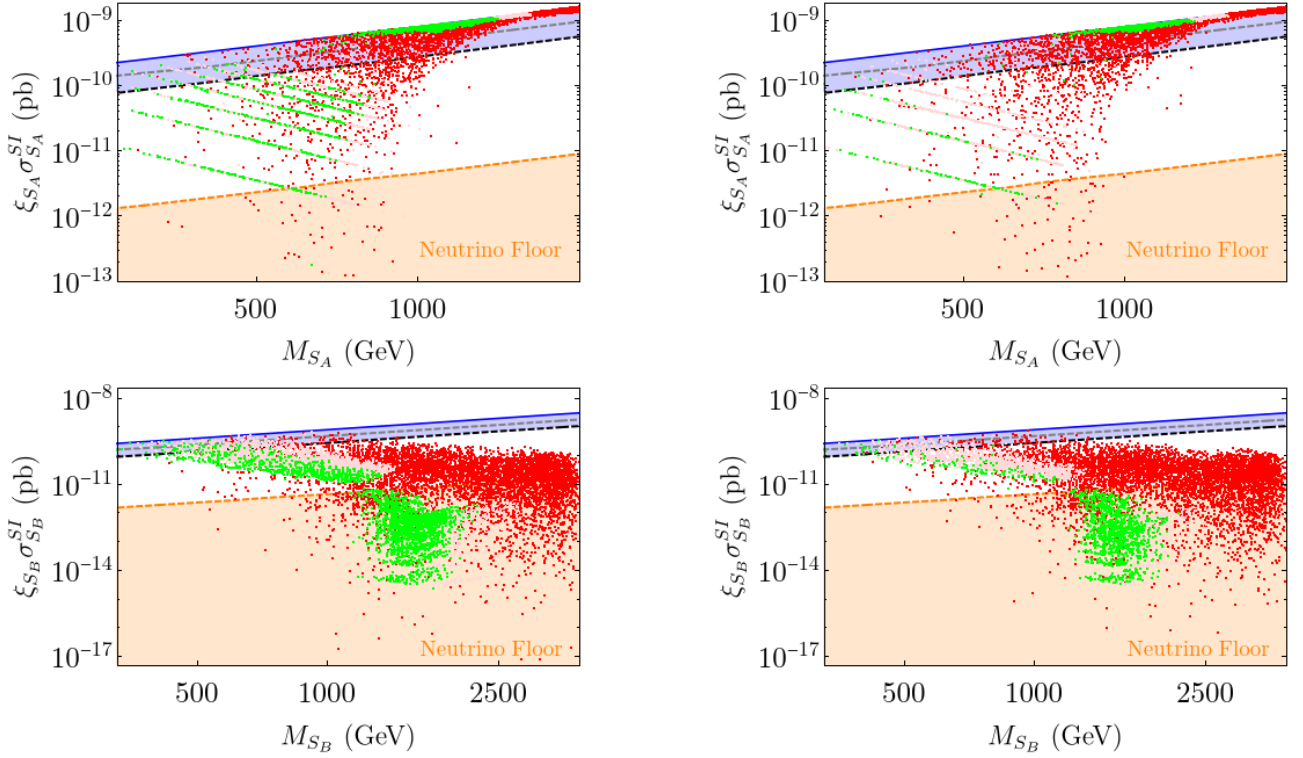 10⁻⁹
10⁻¹⁰
10⁻¹¹
10⁻¹²
10⁻¹³
ξ_{S_A} σ^{SI}_{S_A} (pb)
Neutrino Floor
500 1000
M_{S_A} (GeV)
10⁻⁹
10⁻¹⁰
10⁻¹¹
10⁻¹²
10⁻¹³
ξ_{S_A} σ^{SI}_{S_A} (pb)
Neutrino Floor
500 1000
M_{S_A} (GeV)
10⁻⁸
10⁻¹¹
10⁻¹⁴
10⁻¹⁷
ξ_{S_B} σ^{SI}_{S_B} (pb)
Neutrino Floor
500 1000 2500
M_{S_B} (GeV)
10⁻⁸
10⁻¹¹
10⁻¹⁴
10⁻¹⁷
ξ_{S_B} σ^{SI}_{S_B} (pb)
Neutrino Floor
500 1000 2500
M_{S_B} (GeV)